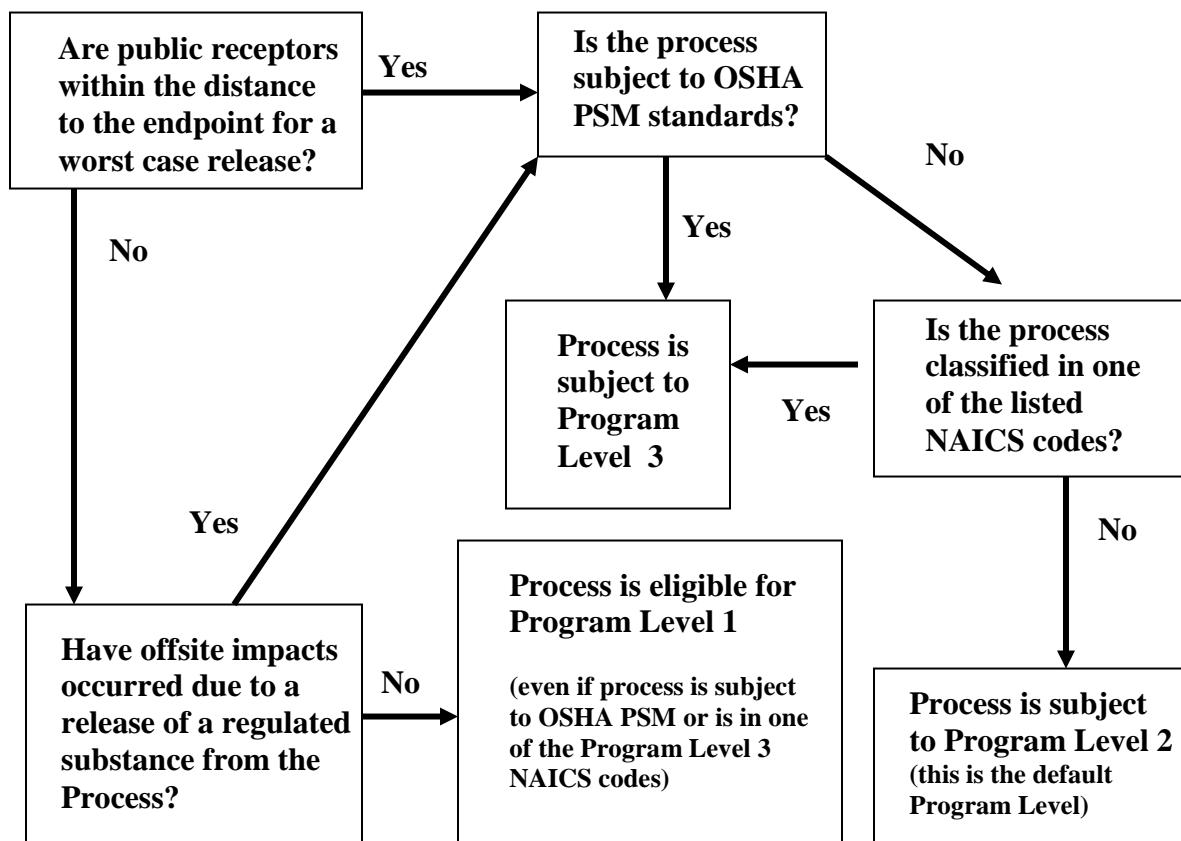 Are public receptors
within the distance
to the endpoint for a
worst case release?
Yes
Is the process
subject to OSHA
PSM standards?
No
Yes
No
Process is
subject to
Program
Level 3
Yes
Is the process
classified in one
of the listed
NAICS codes?
Yes
No
Have offsite impacts
occurred due to a
release of a regulated
substance from the
Process?
No
Process is eligible for
Program Level 1
(even if process is subject
to OSHA PSM or is in one
of the Program Level 3
NAICS codes)
Process is subject
to Program Level 2
(this is the default
Program Level)